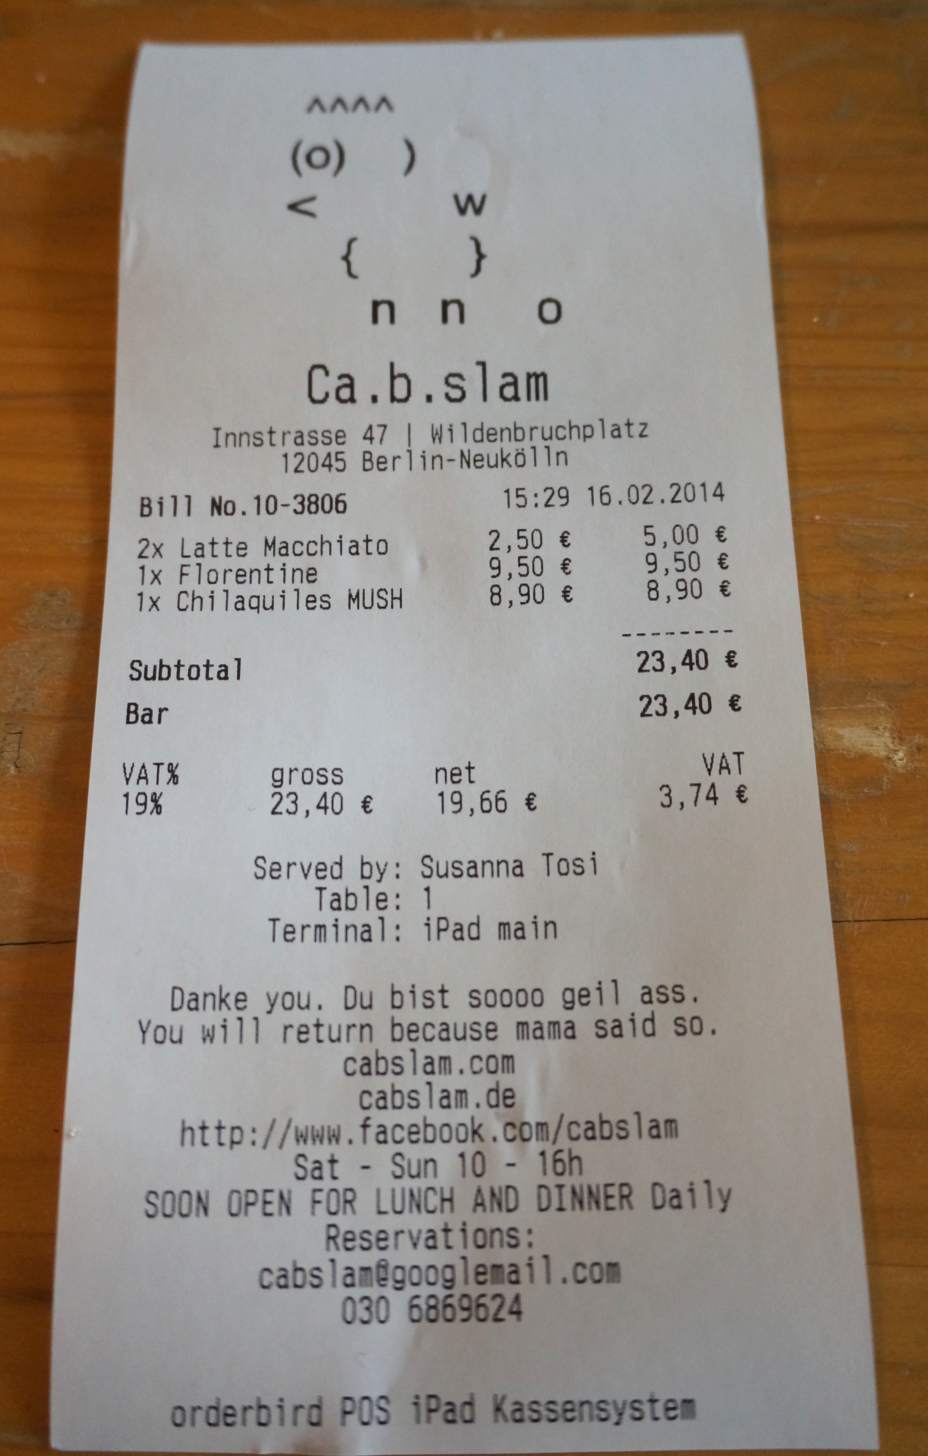 ^^^^
(o) )
< w
{ }
n n o
Ca.b.slam
Innstrasse 47 | Wildenbruchplatz
12045 Berlin-Neukölln
Bill No.10-3806 15:29 16.02.2014
2x Latte Macchiato 2,50 € 5,00 €
1x Florentine 9,50 € 9,50 €
1x Chilaquiles MUSH 8,90 € 8,90 €
--------
Subtotal 23,40 €
Bar 23,40 €
VAT% gross net VAT
19% 23,40 € 19,66 € 3,74 €
Served by: Susanna Tosi
Table: 1
Terminal: iPad main
Danke you. Du bist soooo geil ass.
You will return because mama said so.
cabslam.com
cabslam.de
http://www.facebook.com/cabslam
Sat - Sun 10 - 16h
SOON OPEN FOR LUNCH AND DINNER Daily
Reservations:
cabslam@googlemail.com
030 6869624
orderbird POS iPad Kassensystem